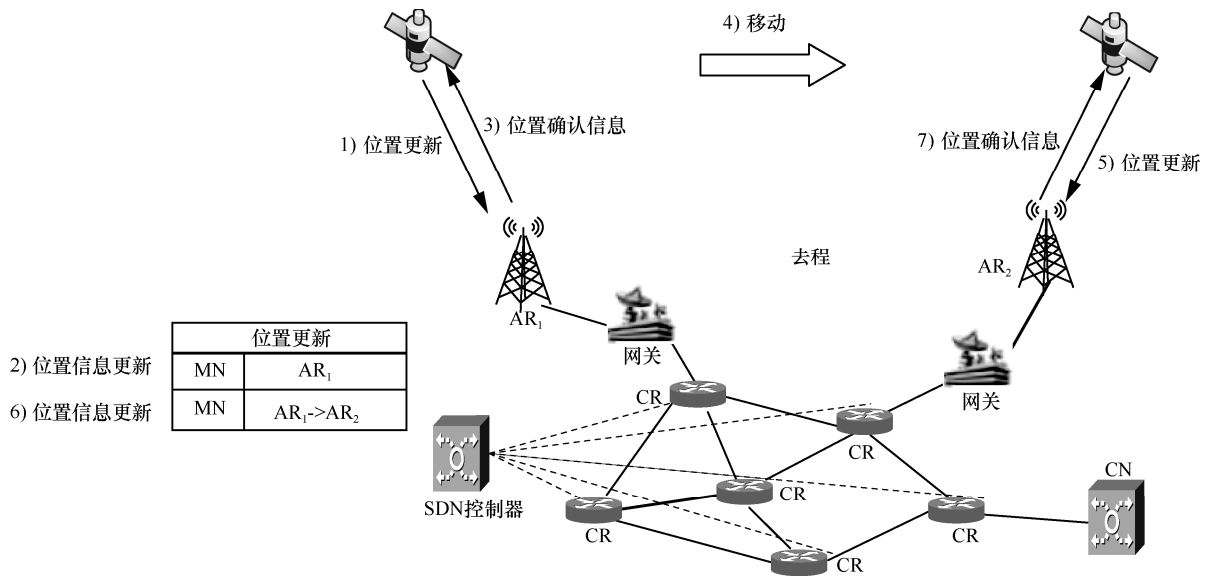 4) 移动
3) 位置确认信息
1) 位置更新
7) 位置确认信息
5) 位置更新
去程
AR₂
AR₁
网关
位置更新
2) 位置信息更新 MN AR₁
6) 位置信息更新 MN AR₁->AR₂
网关
CR
CR
CN
CR
SDN控制器
CR
CR
CR